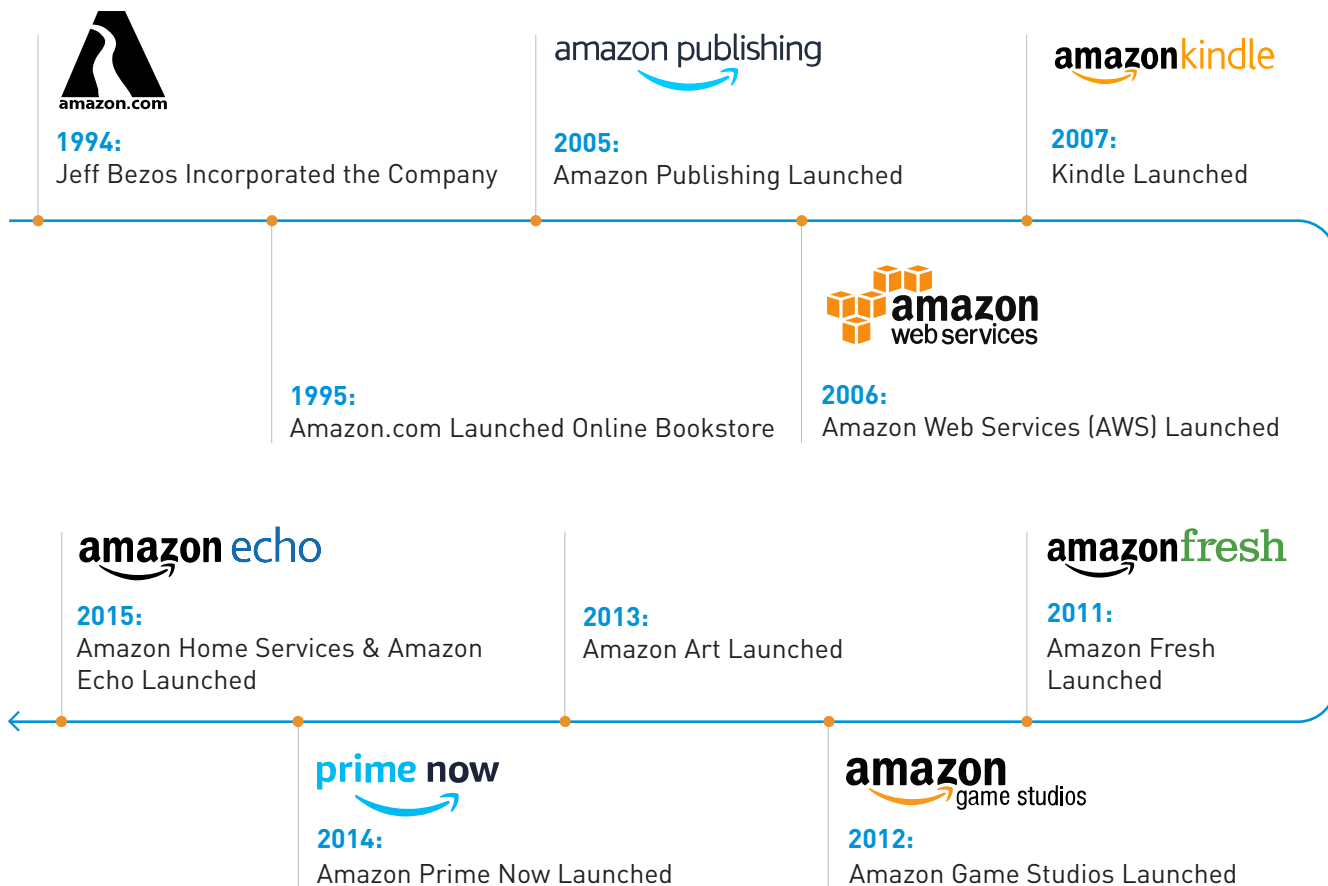 amazon.com
1994:
Jeff Bezos Incorporated the Company
amazon publishing
2005:
Amazon Publishing Launched
amazonkindle
2007:
Kindle Launched
1995:
Amazon.com Launched Online Bookstore
amazon
web services
2006:
Amazon Web Services (AWS) Launched
amazonfresh
2011:
Amazon Fresh
Launched
amazon
game studios
2012:
Amazon Game Studios Launched
2013:
Amazon Art Launched
prime now
2014:
Amazon Prime Now Launched
amazon echo
2015:
Amazon Home Services & Amazon
Echo Launched